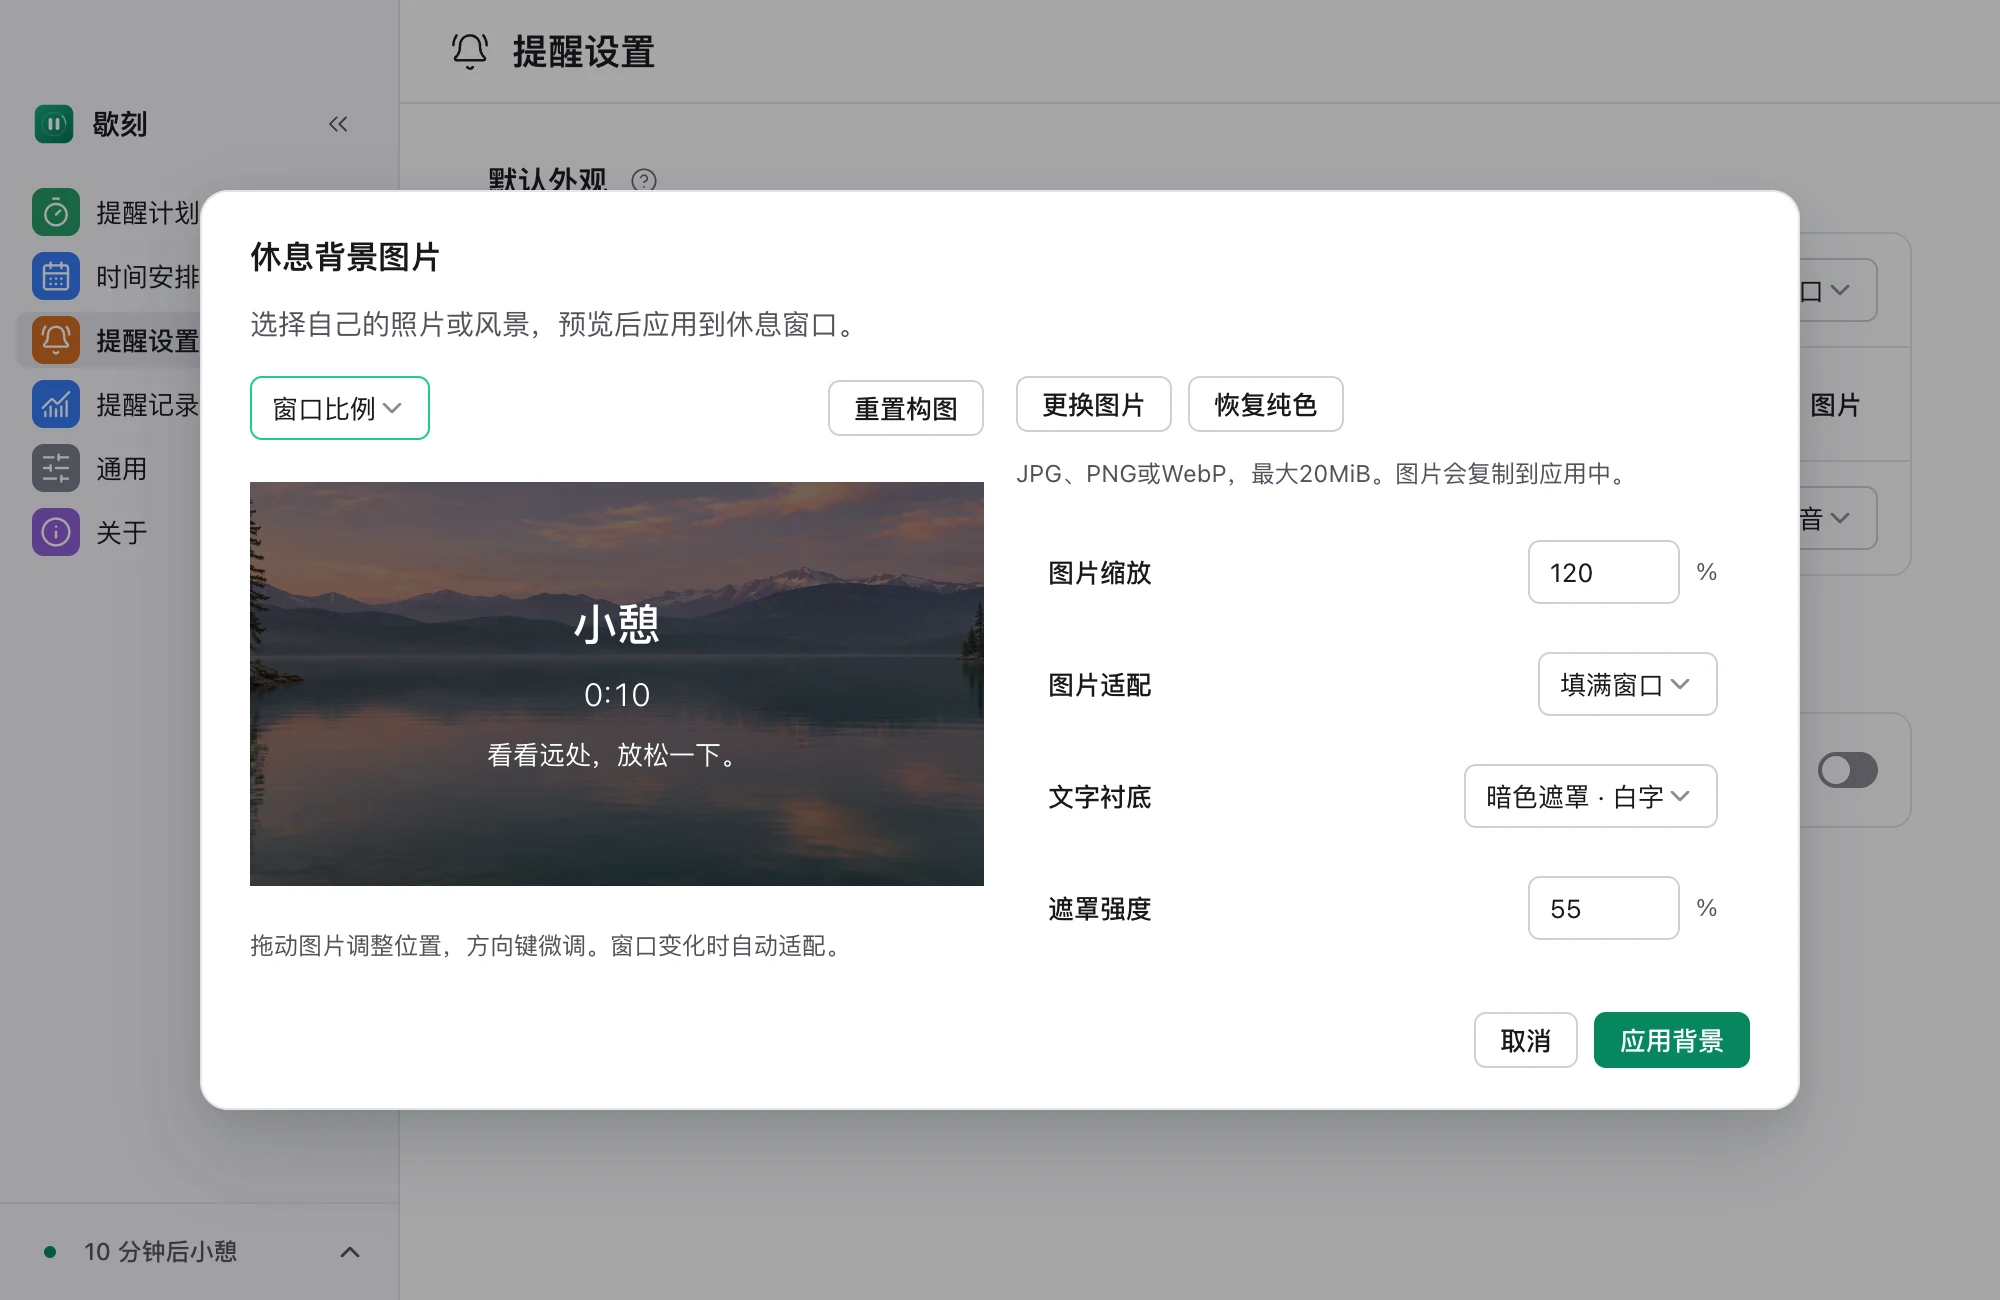 提醒设置
歇刻
默认外观
提醒计划
时间安排
提醒设置
提醒记录
通用
关于
口
图片
音
休息背景图片
选择自己的照片或风景，预览后应用到休息窗口。
窗口比例
重置构图
更换图片
恢复纯色
JPG、PNG或WebP，最大20MiB。图片会复制到应用中。
小憩
0:10
看看远处，放松一下。
图片缩放
120
%
图片适配
填满窗口
文字衬底
暗色遮罩 · 白字
遮罩强度
55
%
拖动图片调整位置，方向键微调。窗口变化时自动适配。
取消
应用背景
10 分钟后小憩